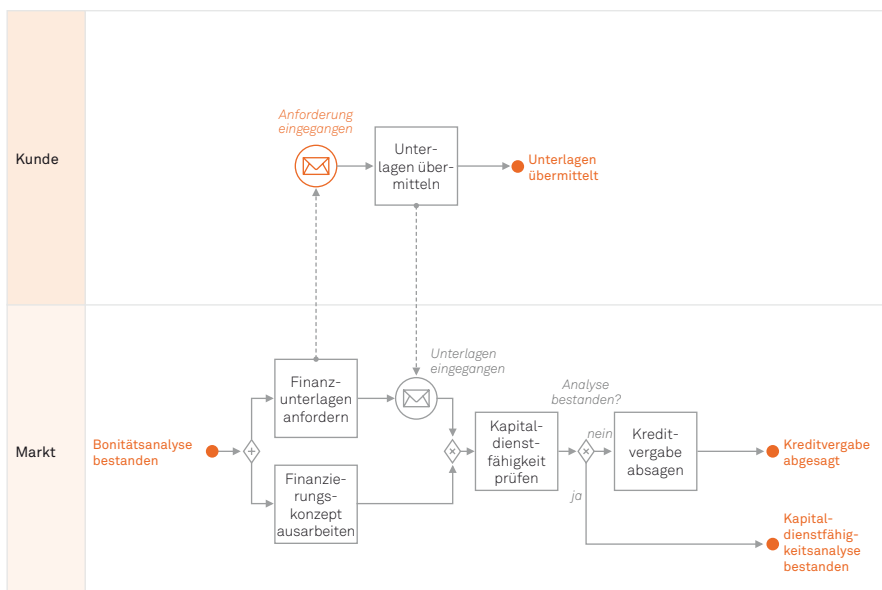 Kunde
Anforderung
eingegangen
Unter-
lagen über-
mitteln
Unterlagen
übermittelt
Markt
Bonitätsanalyse
bestanden
Finanz-
unterlagen
anfordern
Unterlagen
eingegangen
Finanzie-
rungs-
konzept
ausarbeiten
Kapital-
dienst-
fähigkeit
prüfen
Analyse
bestanden?
nein
ja
Kredit-
vergabe
absagen
Kreditvergabe
abgesagt
Kapital-
dienstfähig-
keitsanalyse
bestanden